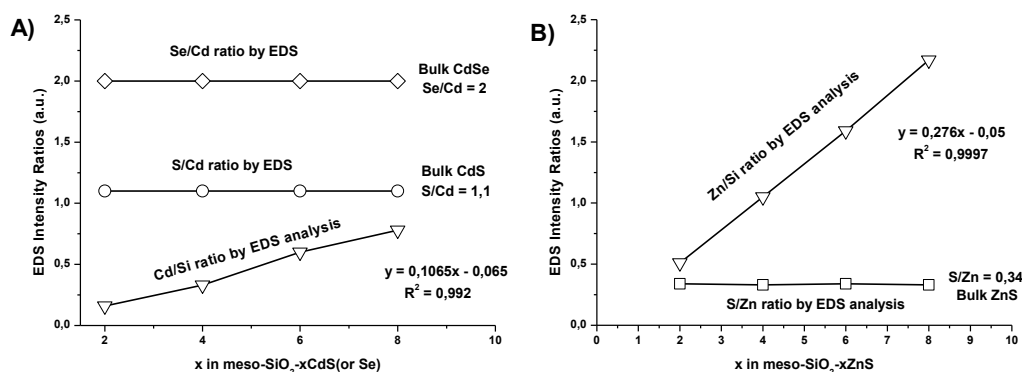 A)
2,5
2,0
1,5
1,0
0,5
0,0
EDS Intensity Ratios (a.u.)
Se/Cd ratio by EDS
Bulk CdSe
Se/Cd = 2
S/Cd ratio by EDS
Bulk CdS
S/Cd = 1,1
Cd/Si ratio by EDS analysis
y = 0,1065x - 0,065
R² = 0,992
2 4 6 8 10
x in meso-SiO₂-xCdS(or Se)
B)
2,5
2,0
1,5
1,0
0,5
0,0
EDS Intensity Ratios (a.u.)
Zn/Si ratio by EDS analysis
y = 0,276x - 0,05
R² = 0,9997
S/Zn = 0,34
Bulk ZnS
S/Zn ratio by EDS analysis
0 1 2 3 4 5 6 7 8 9 10
x in meso-SiO₂-xZnS